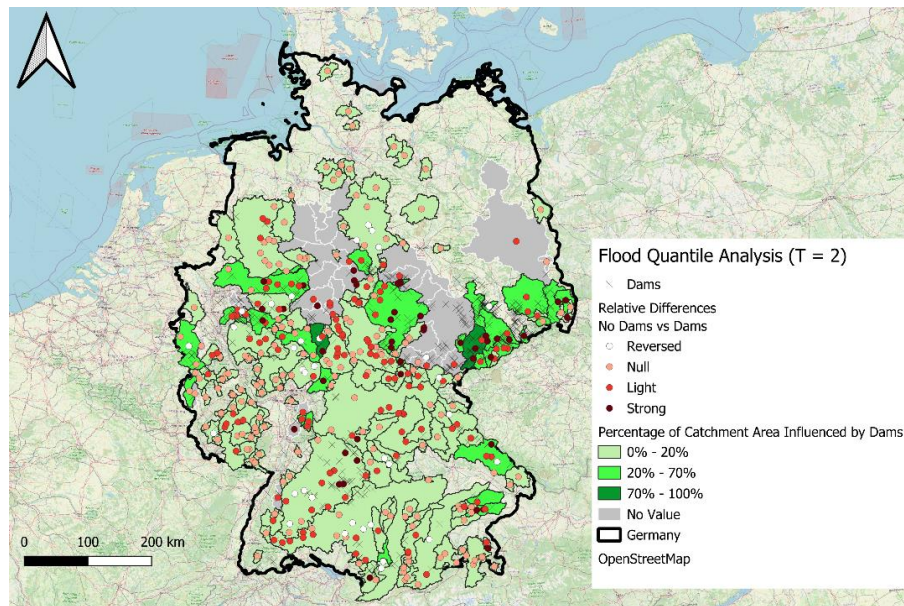 Flood Quantile Analysis (T = 2)
Dams
Relative Differences
No Dams vs Dams
Reversed
Null
Light
Strong
Percentage of Catchment Area Influenced by Dams
0% - 20%
20% - 70%
70% - 100%
No Value
Germany
OpenStreetMap
0 100 200 km